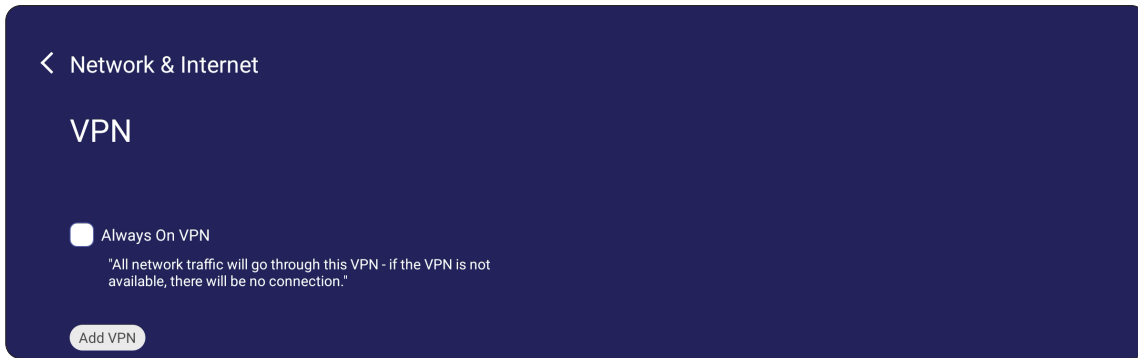 Network & Internet
VPN
Always On VPN
"All network traffic will go through this VPN - if the VPN is not
available, there will be no connection."
Add VPN